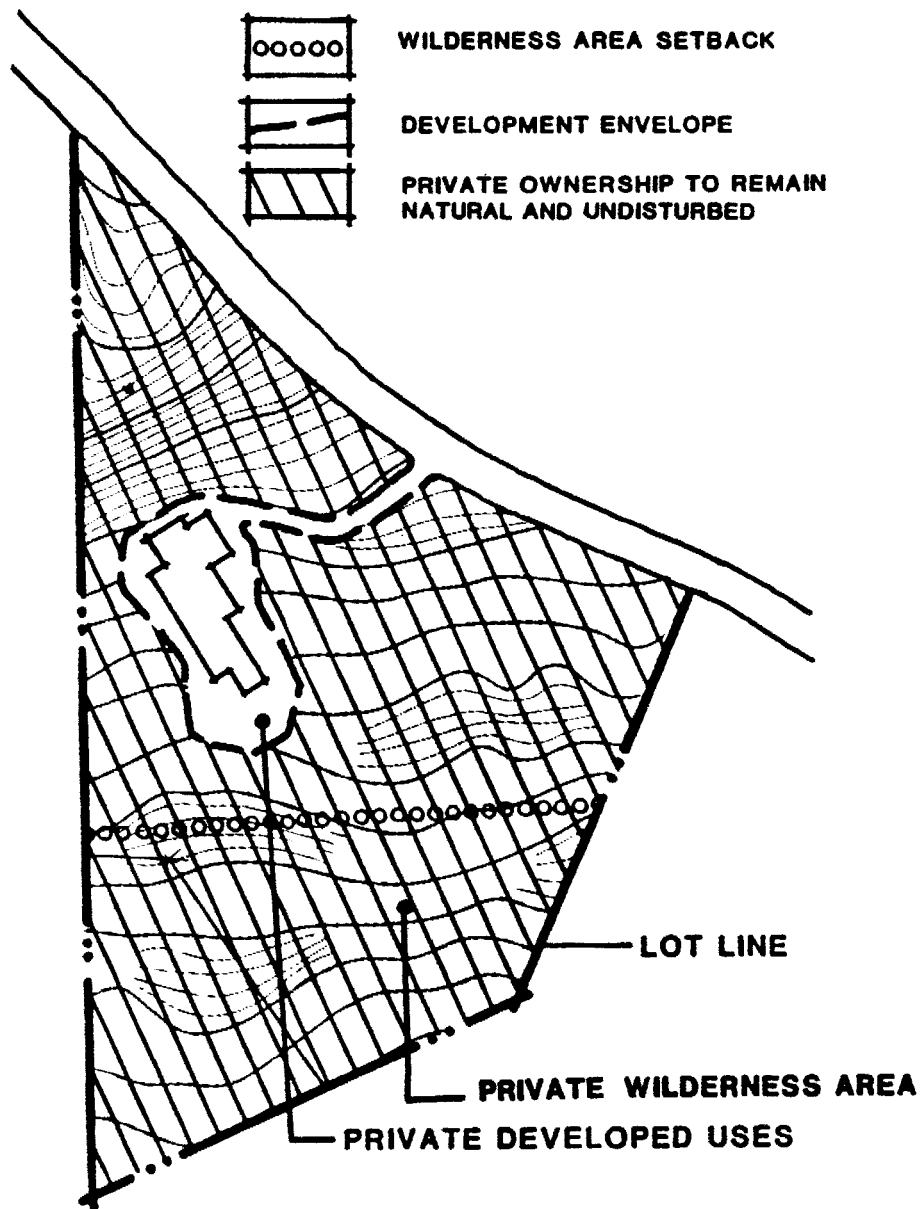 WILDERNESS AREA SETBACK
DEVELOPMENT ENVELOPE
PRIVATE OWNERSHIP TO REMAIN
NATURAL AND UNDISTURBED
LOT LINE
PRIVATE WILDERNESS AREA
PRIVATE DEVELOPED USES